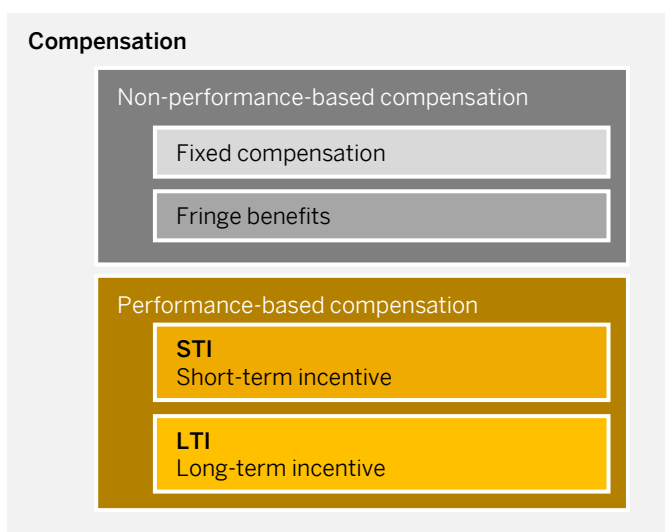 Compensation
Non-performance-based compensation
Fixed compensation
Fringe benefits
Performance-based compensation
STI
Short-term incentive
LTI
Long-term incentive